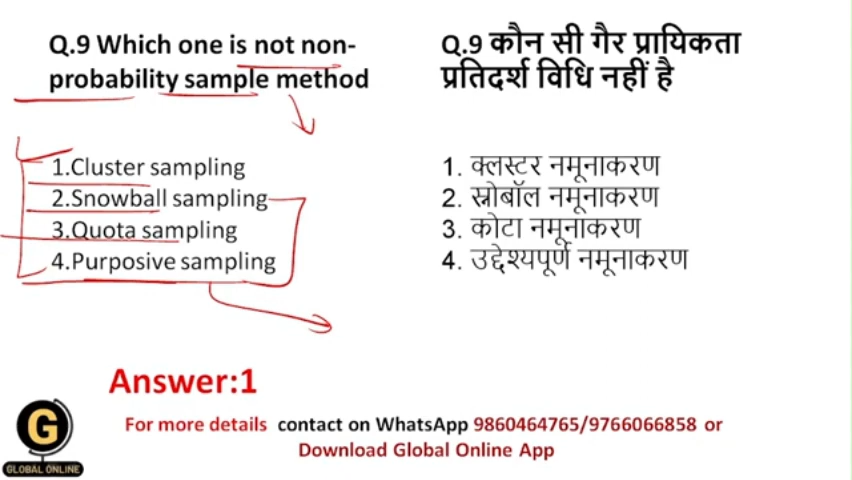 Q.9 Which one is not non-
probability sample method
1.Cluster sampling
2.Snowball sampling
3.Quota sampling
4.Purposive sampling
Q.9 कौन सी गैर प्रायिकता
प्रतिदर्श विधि नहीं है
1. क्लस्टर नमूनाकरण
2. स्नोबॉल नमूनाकरण
3. कोटा नमूनाकरण
4. उद्देश्यपूर्ण नमूनाकरण
Answer:1
For more details contact on WhatsApp 9860464765/9766066858 or
Download Global Online App
G
GLOBAL ONLINE